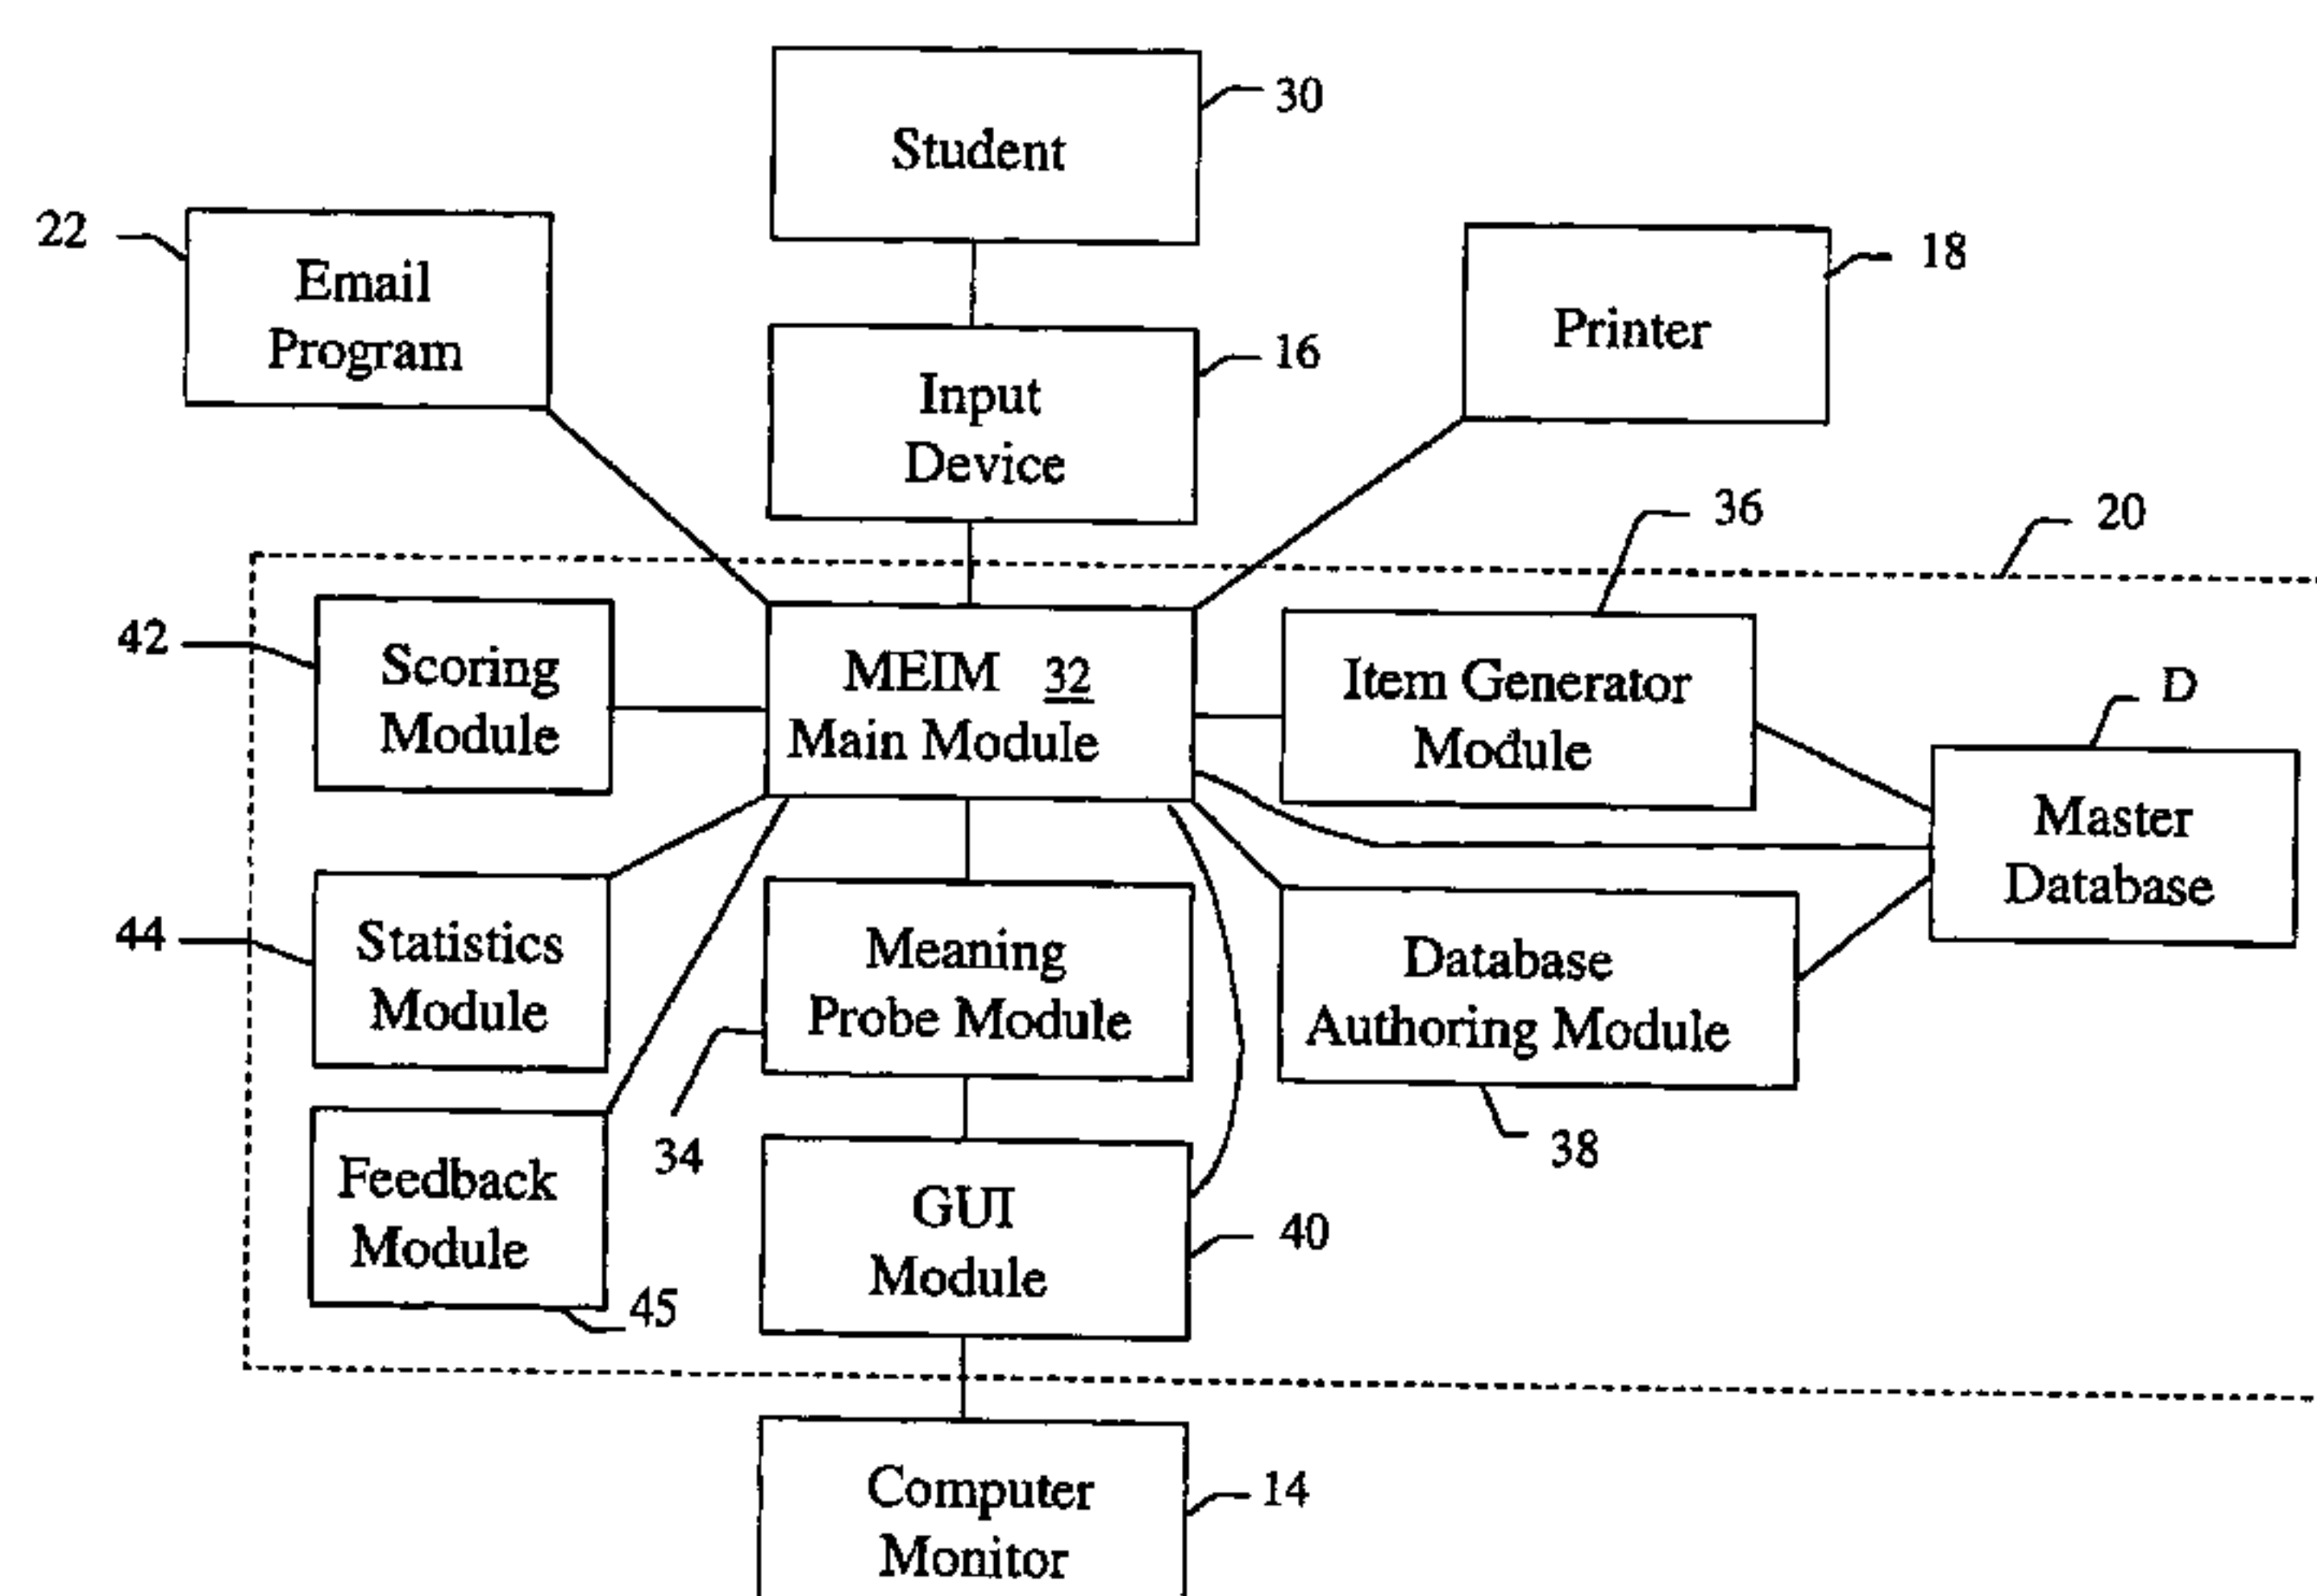 Student
30
22
Email
Program
Printer
18
Input
Device
16
36
20
42
Scoring
Module
MEIM 32
Main Module
Item Generator
Module
D
Master
Database
44
Statistics
Module
Meaning
Probe Module
34
Database
Authoring Module
38
Feedback
Module
45
GUI
Module
40
Computer
Monitor
14